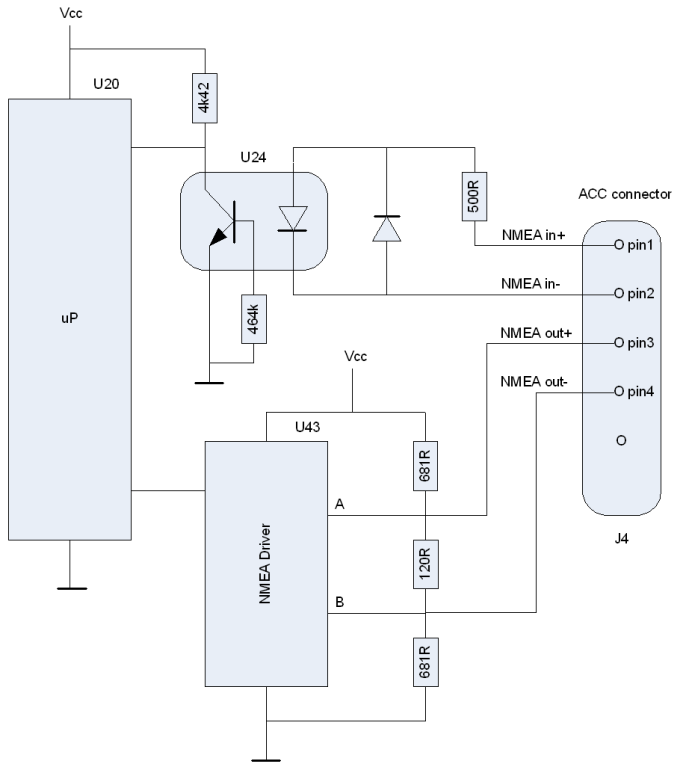 Vcc
U20
4k42
U24
500R
ACC connector
NMEA in+
pin1
NMEA in-
pin2
uP
464k
NMEA out+
pin3
Vcc
NMEA out-
pin4
U43
681R
A
J4
NMEA Driver
120R
B
681R